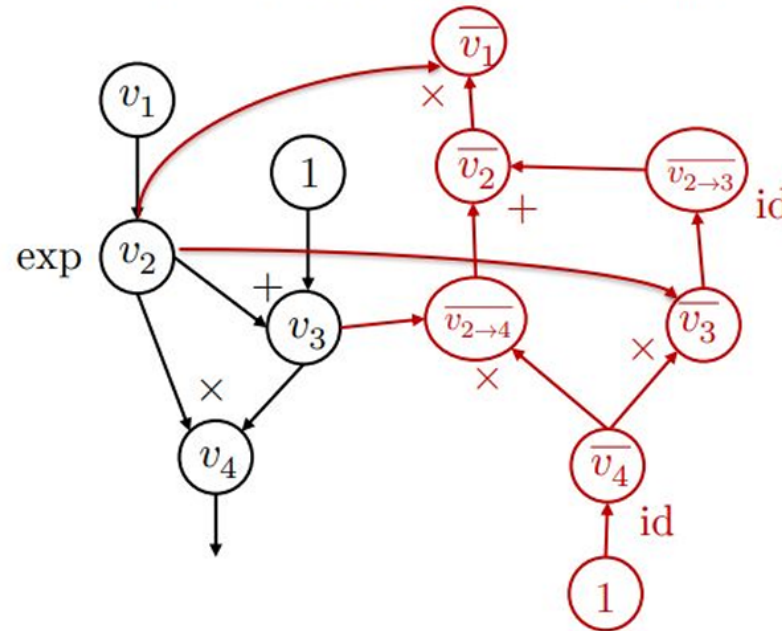 v₁
1
exp
v₂
+
v₃
×
v₄
v̅₁
×
v̅₂
+
v̅₂→₃
id
v̅₂→₄
×
v̅₃
×
v̅₄
id
1